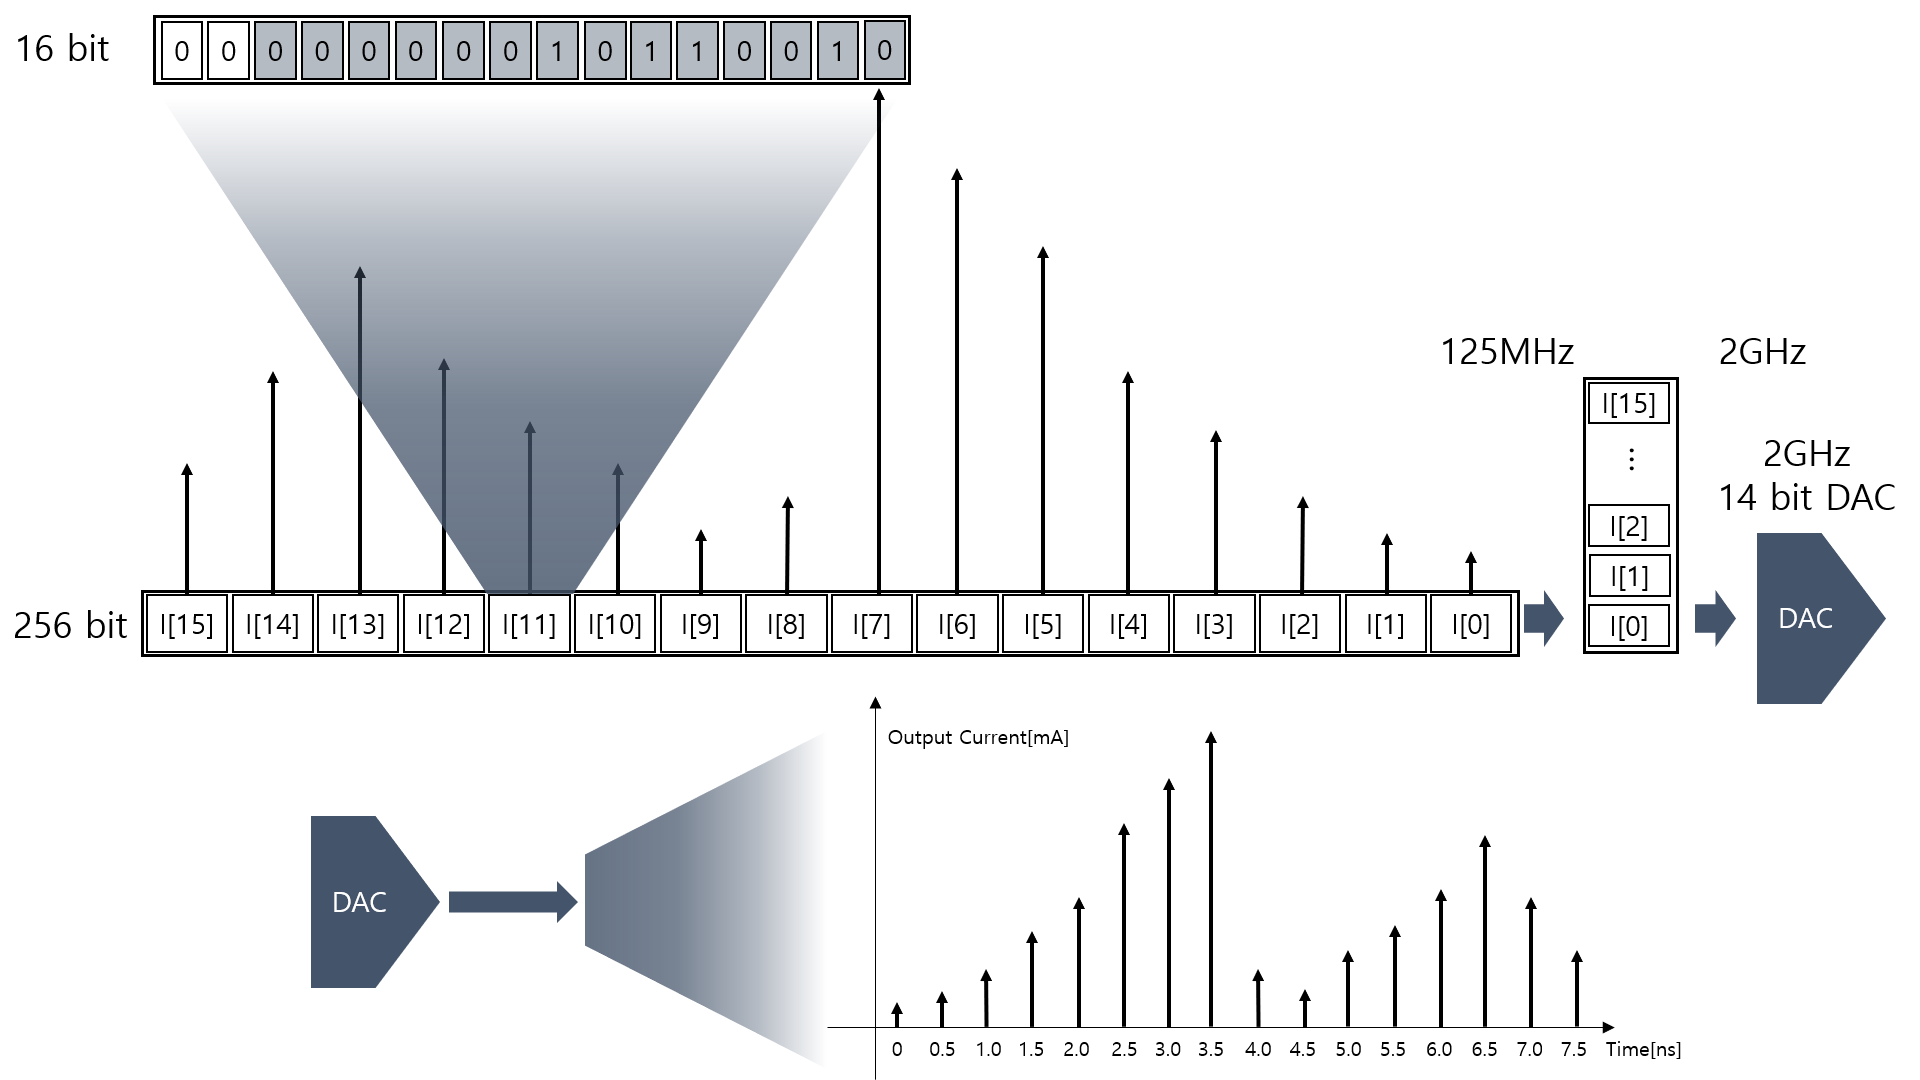 16 bit
0 0 0 0 0 0 0 0 1 0 1 1 0 0 1 0
125MHz
2GHz
I[15]
⋮
I[2]
I[1]
I[0]
2GHz
14 bit DAC
DAC
256 bit
I[15] I[14] I[13] I[12] I[11] I[10] I[9] I[8] I[7] I[6] I[5] I[4] I[3] I[2] I[1] I[0]
Output Current[mA]
DAC
0 0.5 1.0 1.5 2.0 2.5 3.0 3.5 4.0 4.5 5.0 5.5 6.0 6.5 7.0 7.5 Time[ns]